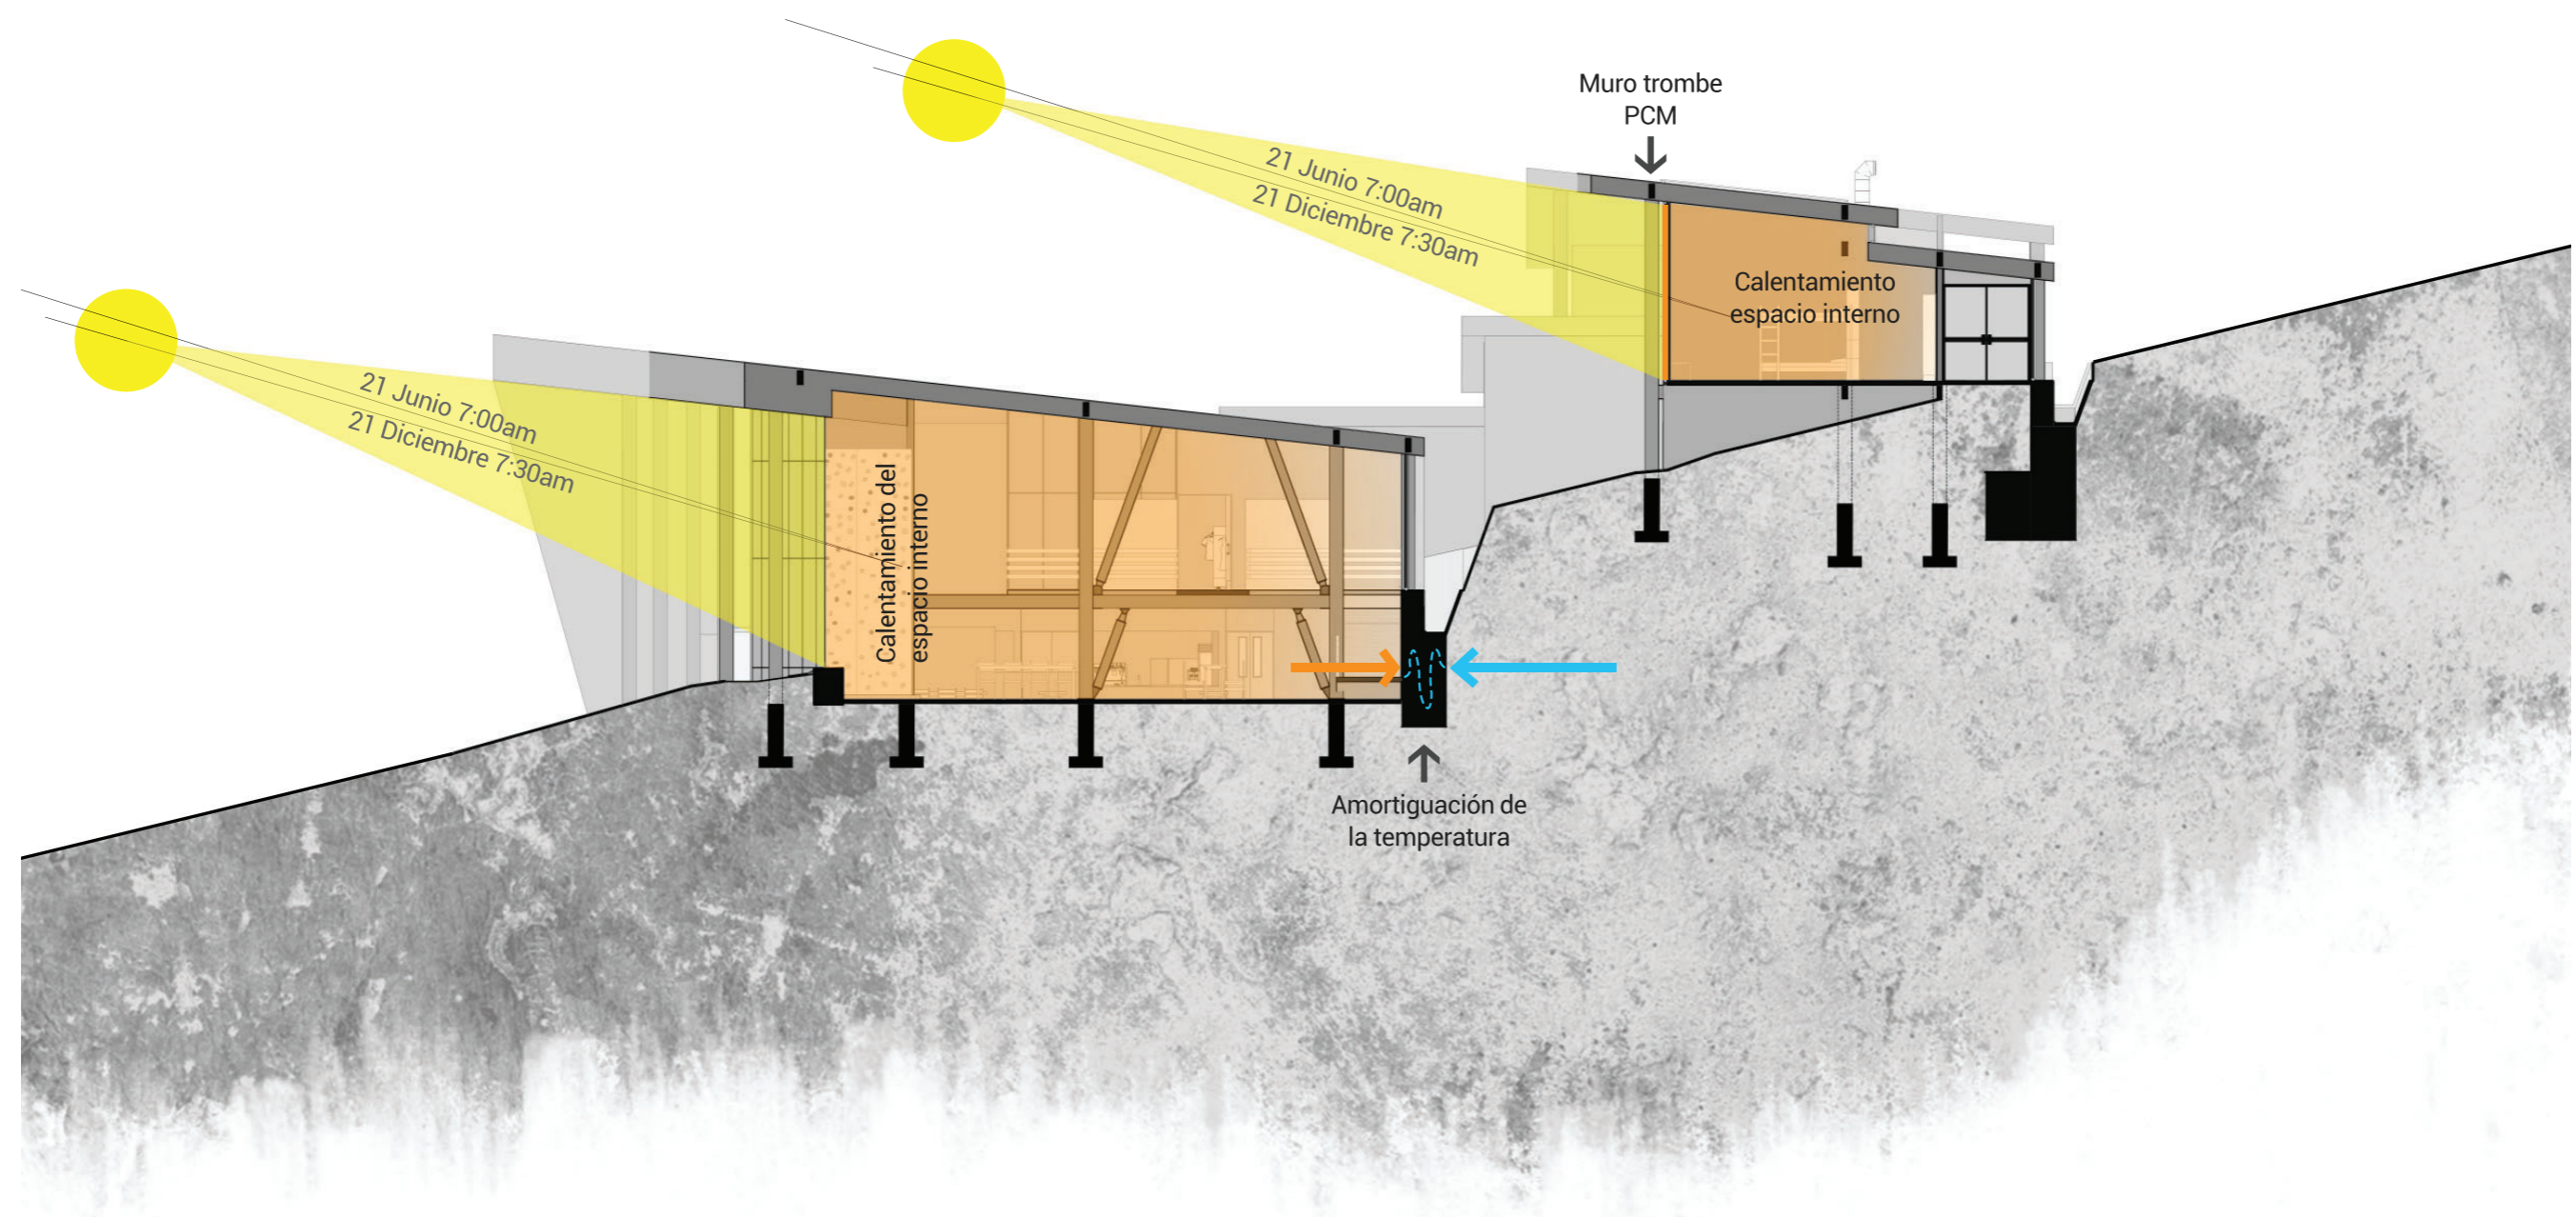 Muro trombe
PCM
21 Junio 7:00am
21 Diciembre 7:30am
Calentamiento
espacio interno
21 Junio 7:00am
21 Diciembre 7:30am
Calentamiento del
espacio interno
Amortiguación de
la temperatura